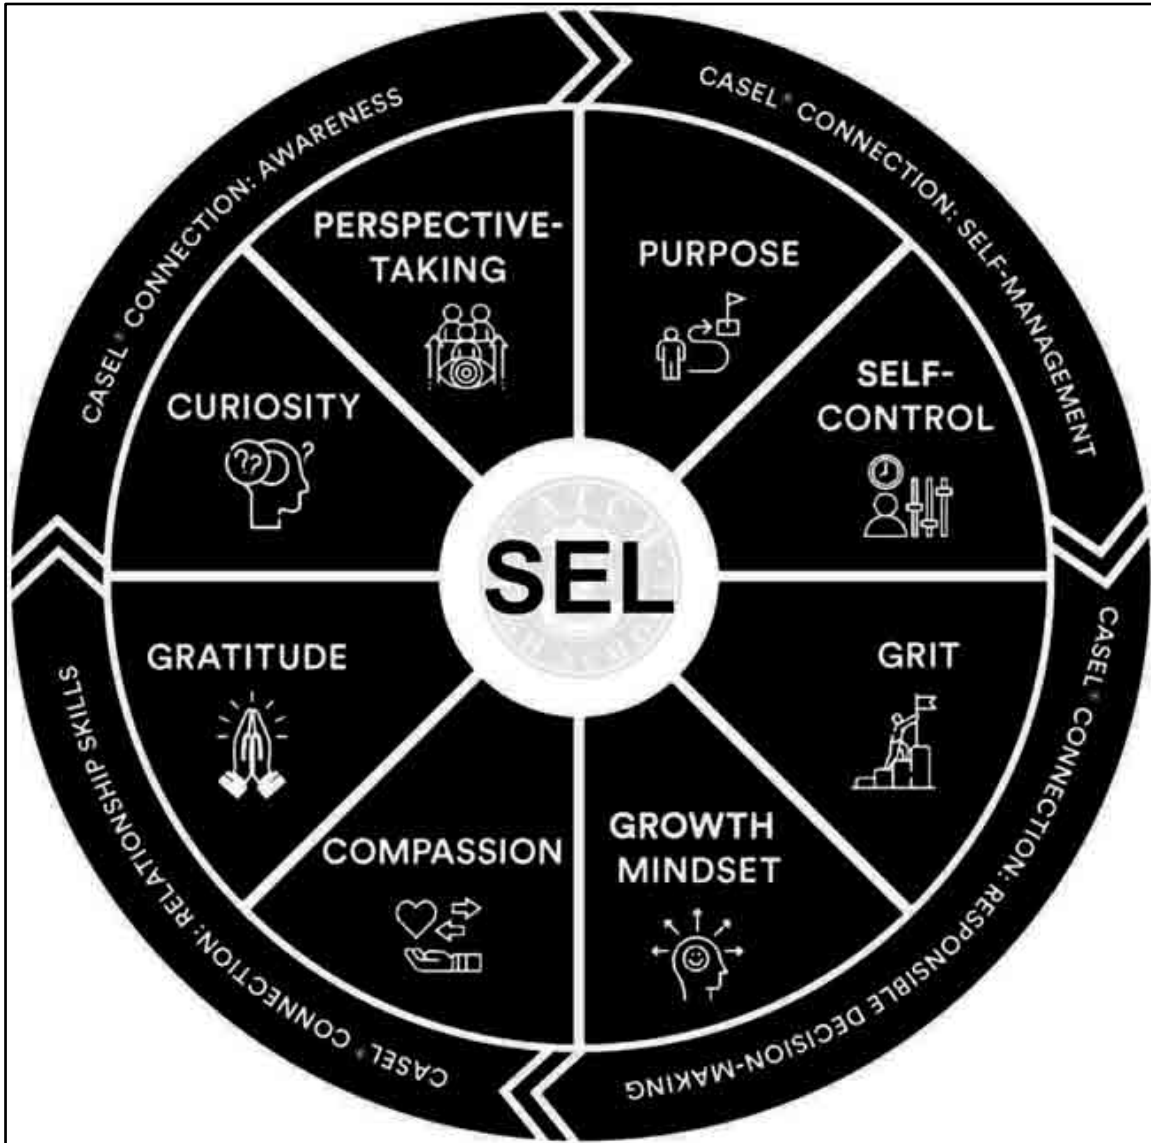 CASEL® CONNECTION: AWARENESS
CASEL® CONNECTION: SELF-MANAGEMENT
PERSPECTIVE-
TAKING
PURPOSE
SELF-
CONTROL
CURIOSITY
??
?
SEL
GRATITUDE
GRIT
COMPASSION
GROWTH
MINDSET
CASEL® CONNECTION: RELATIONSHIP SKILLS
CASEL® CONNECTION: RESPONSIBLE DECISION-MAKING